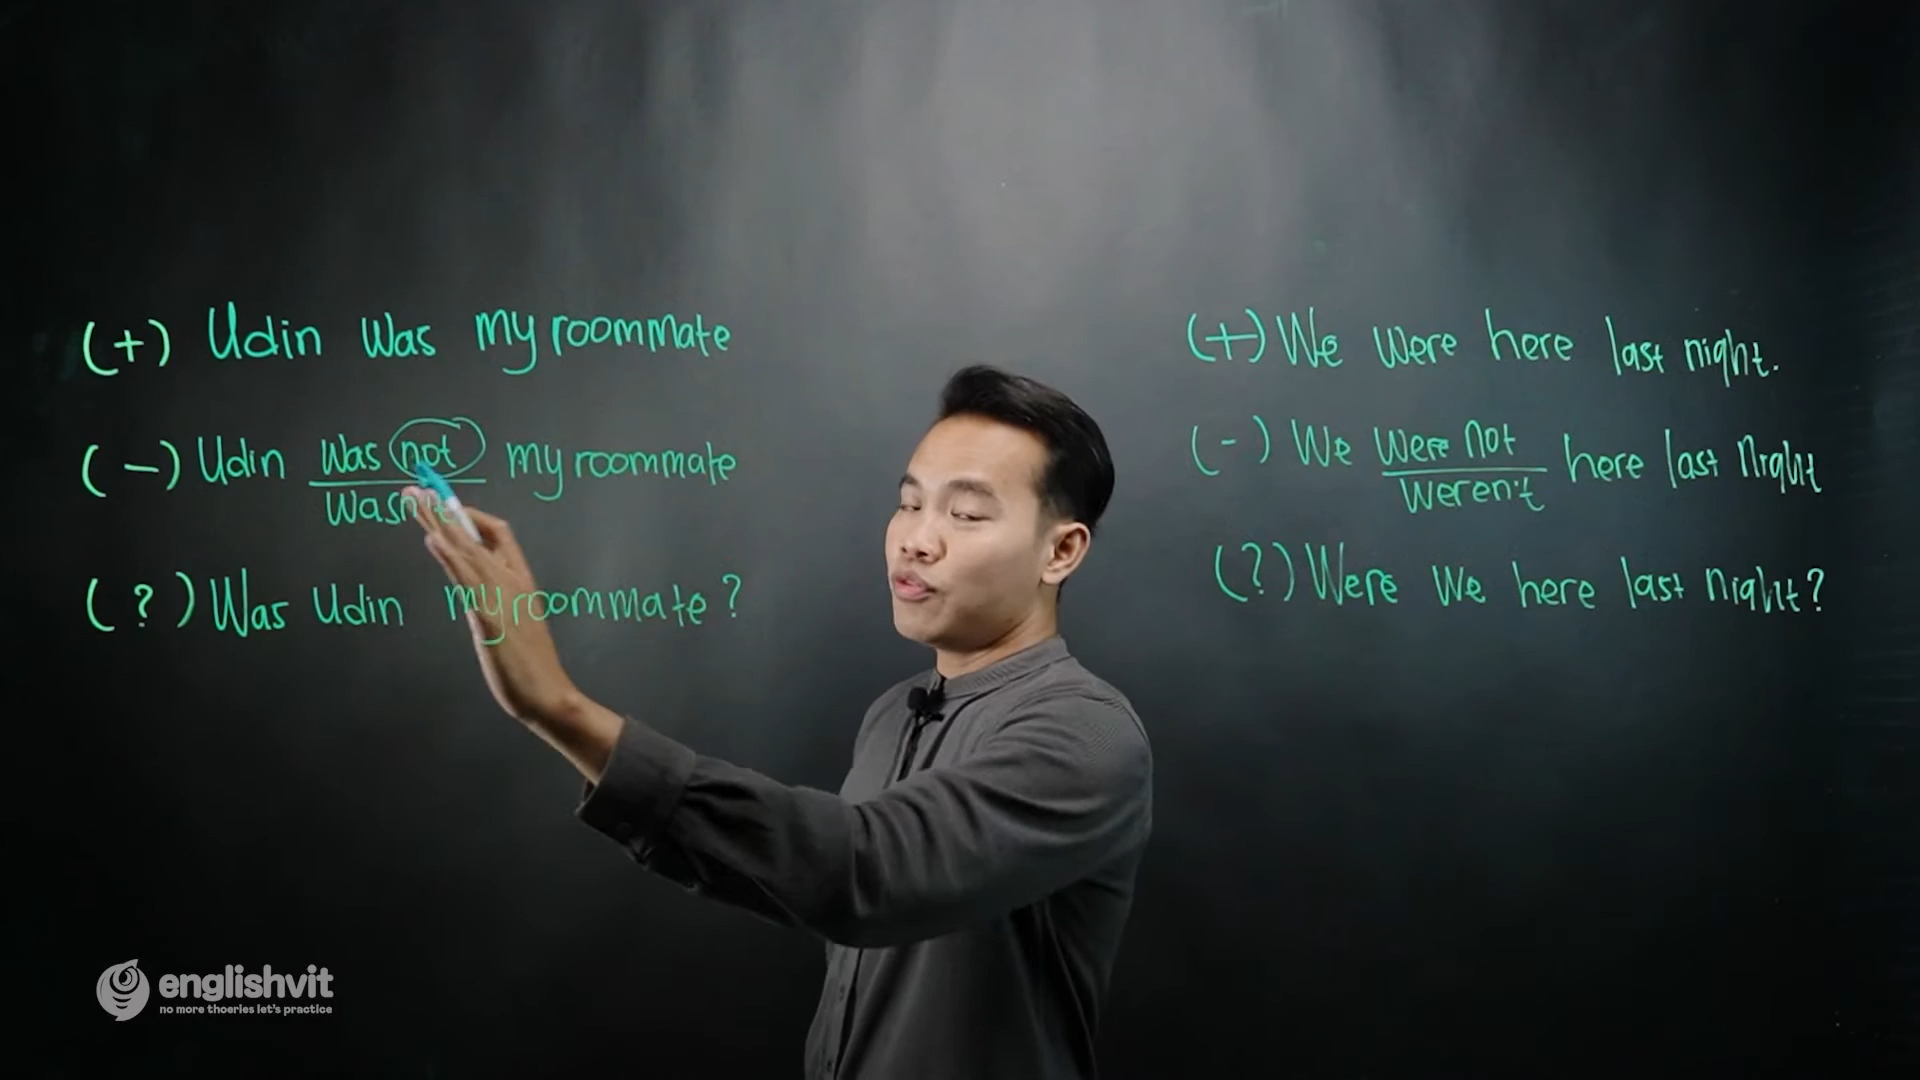 (+) Udin was my roommate
(-) Udin was not my roommate
wasn't
(?) Was Udin my roommate?
(+) We were here last night.
(-) We were not here last night
weren't
(?) Were we here last night?
englishvit
no more thoeries let's practice